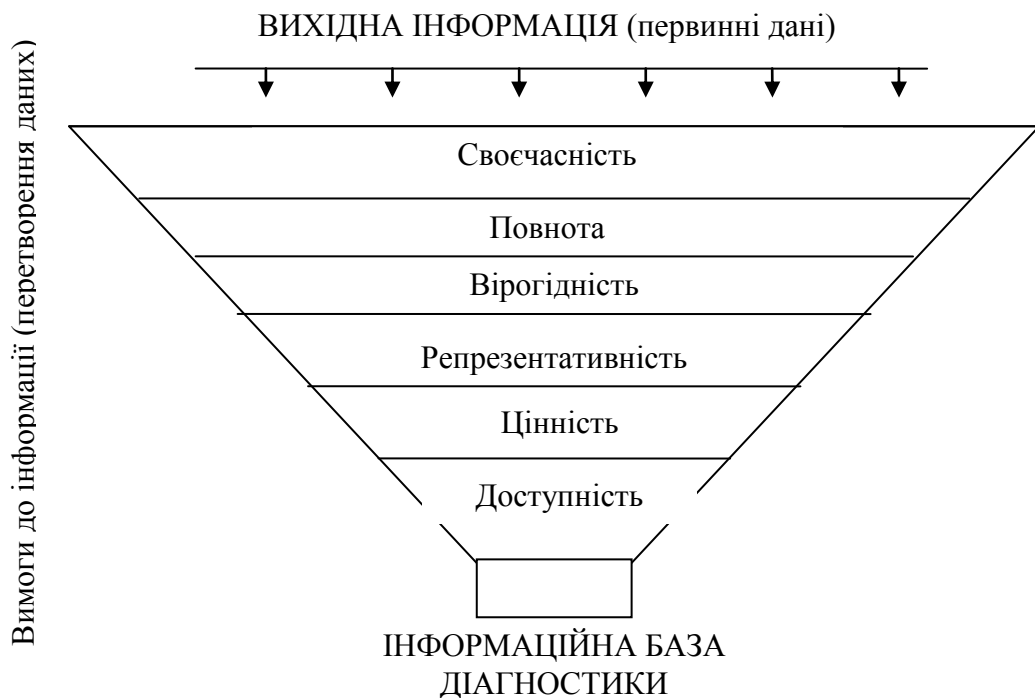 ВИХІДНА ІНФОРМАЦІЯ (первинні дані)
Вимоги до інформації (перетворення даних)
Своєчасність
Повнота
Вірогідність
Репрезентативність
Цінність
Доступність
ІНФОРМАЦІЙНА БАЗА
ДІАГНОСТИКИ